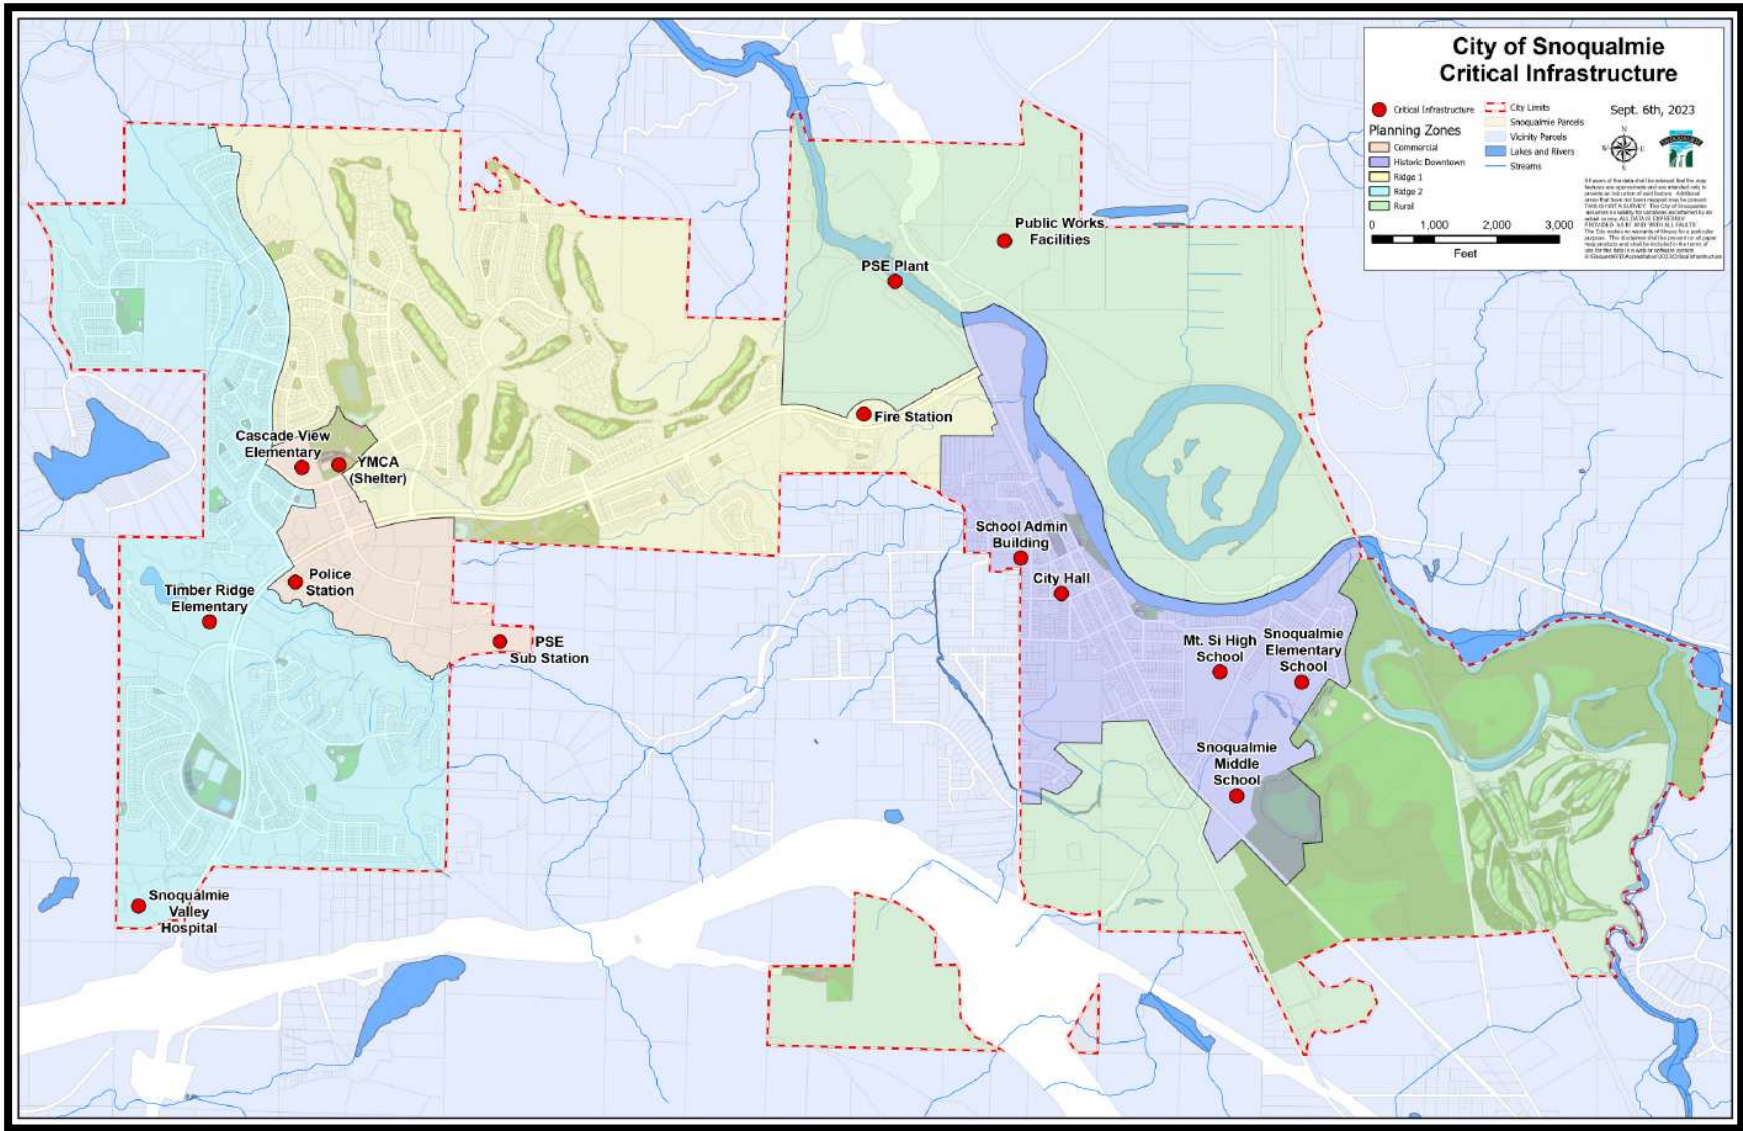 City of Snoqualmie
Critical Infrastructure
Sept. 6th, 2023
Critical Infrastructure
Planning Zones
Commercial
Historic Downtown
Ridge 1
Ridge 2
Rural
City Limits
Snoqualmie Parcels
Vicinity Parcels
Lakes and Rivers
Streams
N
W
E
S
0 1,000 2,000 3,000
Feet
Public Works
Facilities
PSE Plant
Fire Station
Cascade View
Elementary
YMCA
(Shelter)
School Admin
Building
City Hall
Police
Station
Timber Ridge
Elementary
PSE
Sub Station
Mt. Si High
School
Snoqualmie
Elementary
School
Snoqualmie
Middle
School
Snoqualmie
Valley
Hospital